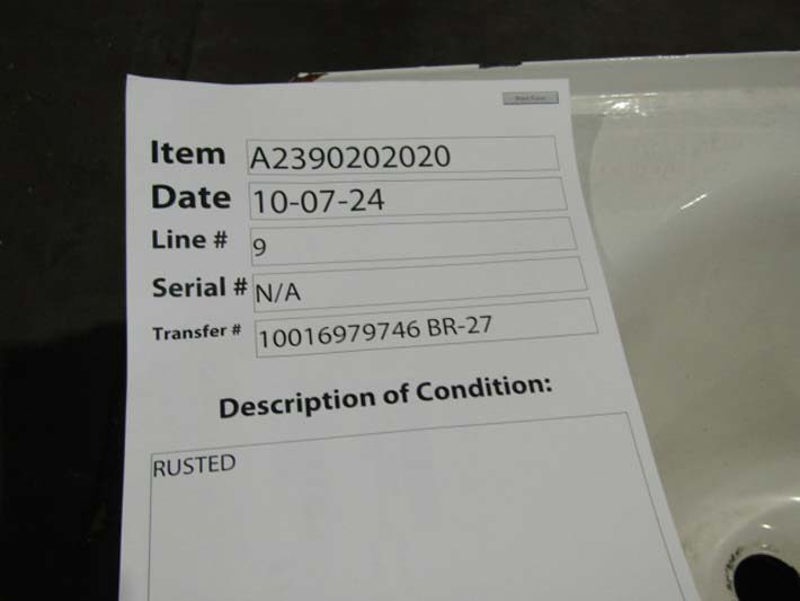 Item A2390202020
Date 10-07-24
Line # 9
Serial # N/A
Transfer # 10016979746 BR-27
Description of Condition:
RUSTED